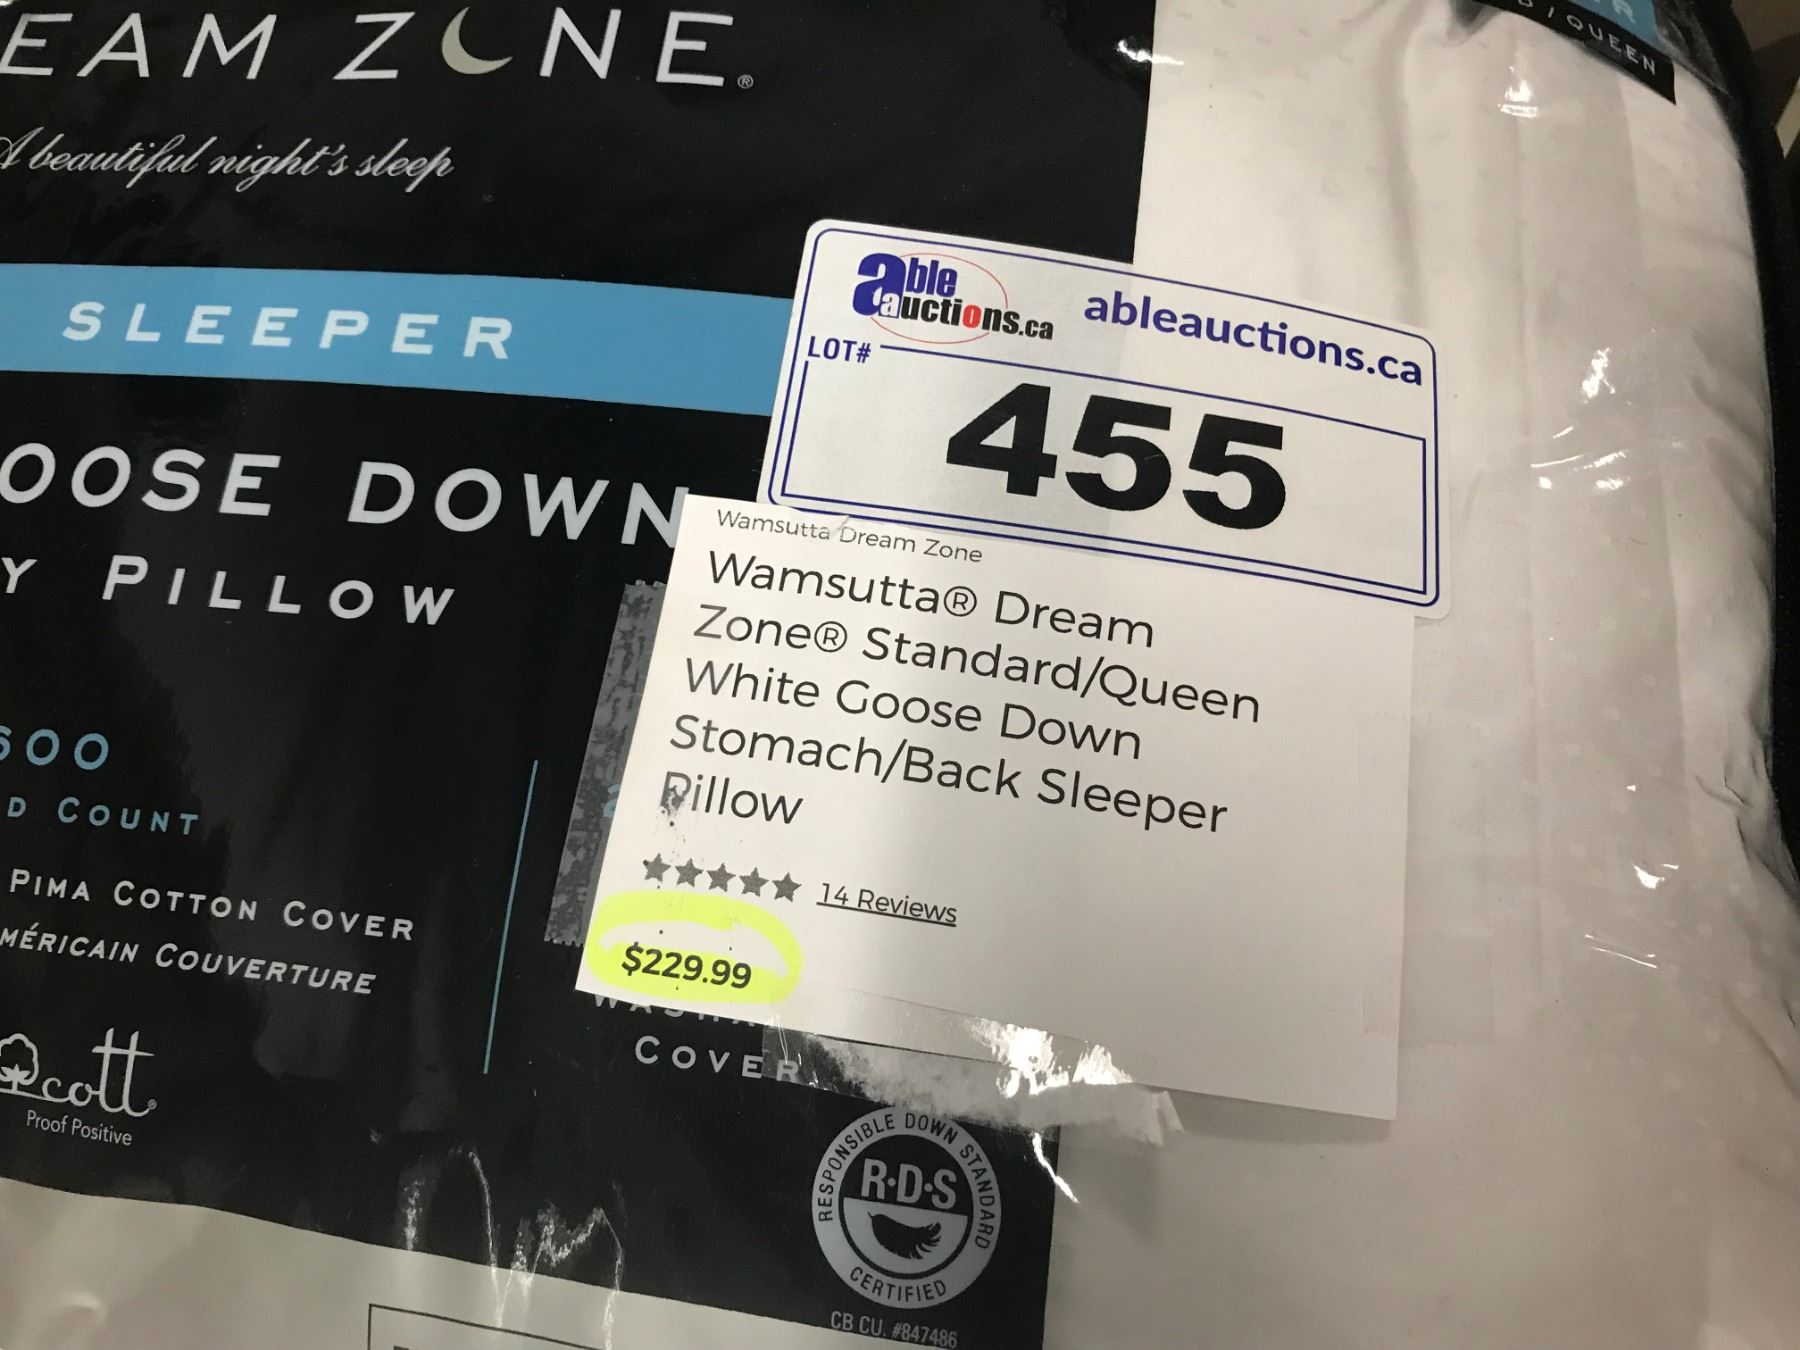 EAM ZONE®
A beautiful night's sleep
SLEEPER
OOSE DOWN
Y PILLOW
COUNT
PIMA COTTON COVER
MÉRICAIN COUVERTURE
cott
Proof Positive
/ QUEEN
able auctions.ca
ableauctions.ca
LOT#
455
Wamsutta Dream Zone
Wamsutta® Dream
Zone® Standard/Queen
White Goose Down
Stomach/Back Sleeper
Pillow
14 Reviews
$229.99
COVER
RESPONSIBLE DOWN STANDARD
R·D·S
CERTIFIED
CB CU. #847486